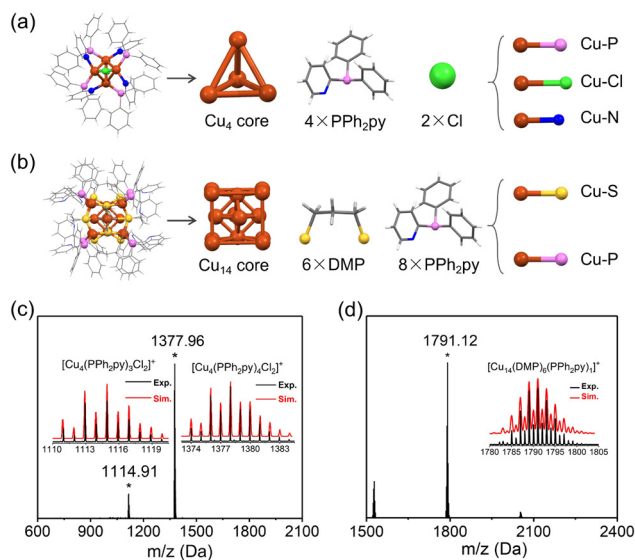 (a)
Cu₄ core
4×PPh₂py
2×Cl
Cu-P
Cu-Cl
Cu-N
(b)
Cu₁₄ core
6×DMP
8×PPh₂py
Cu-S
Cu-P
(c)
1377.96
*
[Cu₄(PPh₂py)₃Cl₂]⁺
[Cu₄(PPh₂py)₄Cl₂]⁺
Exp.
Sim.
Exp.
Sim.
1110 1113 1116 1119
1374 1377 1380 1383
1114.91
*
600 900 1200 1500 1800 2100
m/z (Da)
(d)
1791.12
*
[Cu₁₄(DMP)₆(PPh₂py)₁]⁺
Exp.
Sim.
1780 1785 1790 1795 1800 1805
1500 1800 2100 2400
m/z (Da)